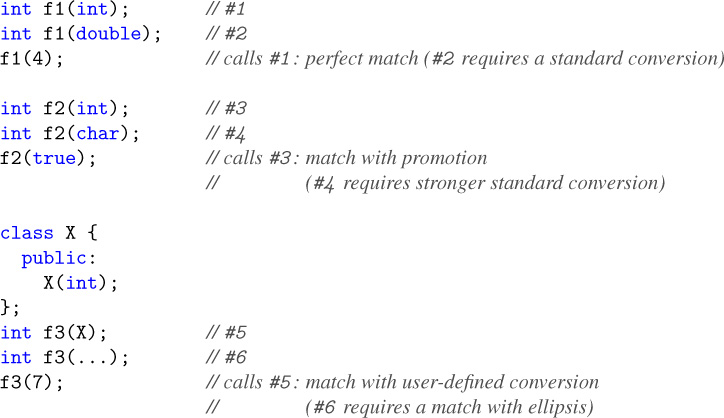 int f1(int);            // #1
int f1(double);         // #2
f1(4);                  // calls #1: perfect match (#2 requires a standard conversion)
int f2(int);            // #3
int f2(char);           // #4
f2(true);               // calls #3: match with promotion
                        //           (#4 requires stronger standard conversion)
class X {
  public:
    X(int);
};
int f3(X);              // #5
int f3(...);            // #6
f3(7);                  // calls #5: match with user-defined conversion
                        //           (#6 requires a match with ellipsis)